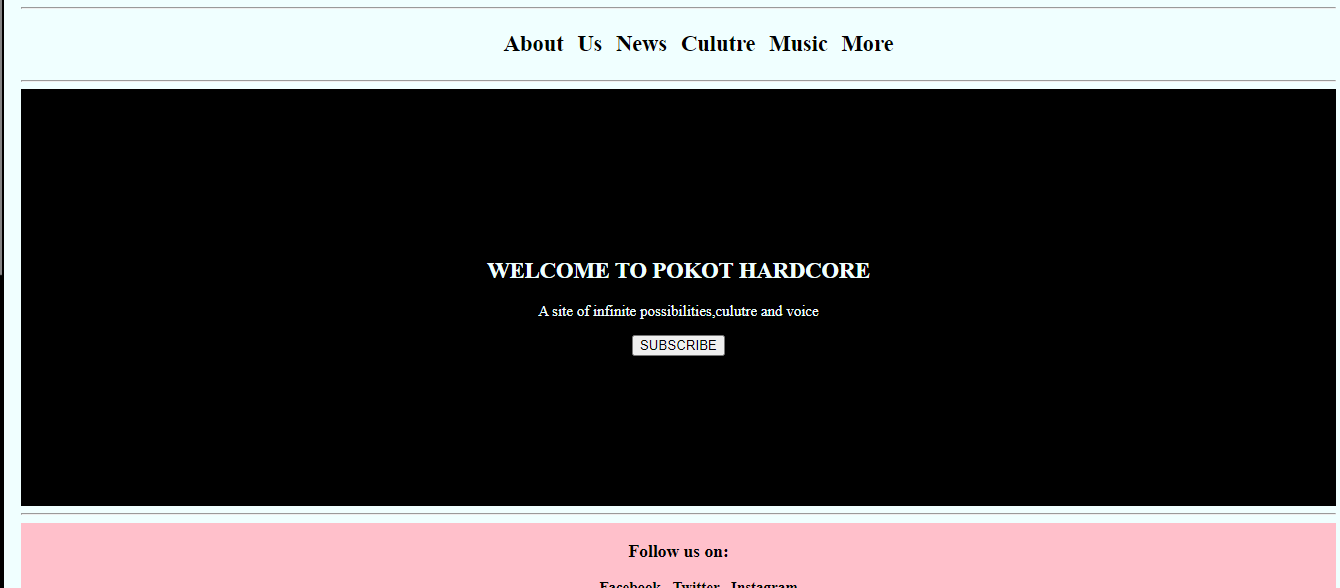 About Us News Culutre Music More
WELCOME TO POKOT HARDCORE
A site of infinite possibilities,culutre and voice
SUBSCRIBE
Follow us on:
Facebook Twitter Instagram